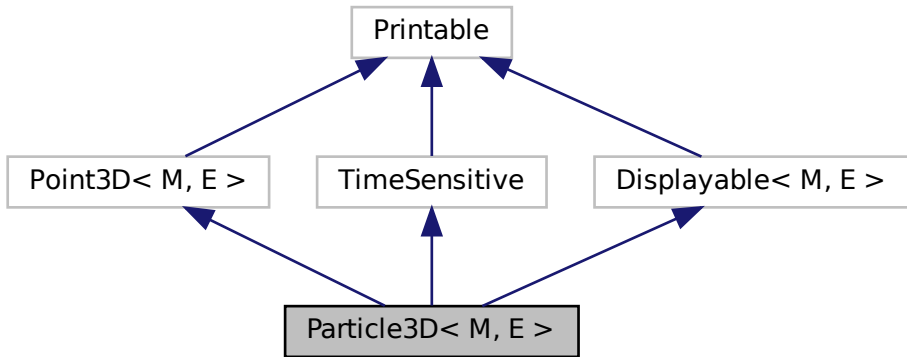 Printable
Point3D< M, E >
TimeSensitive
Displayable< M, E >
Particle3D< M, E >